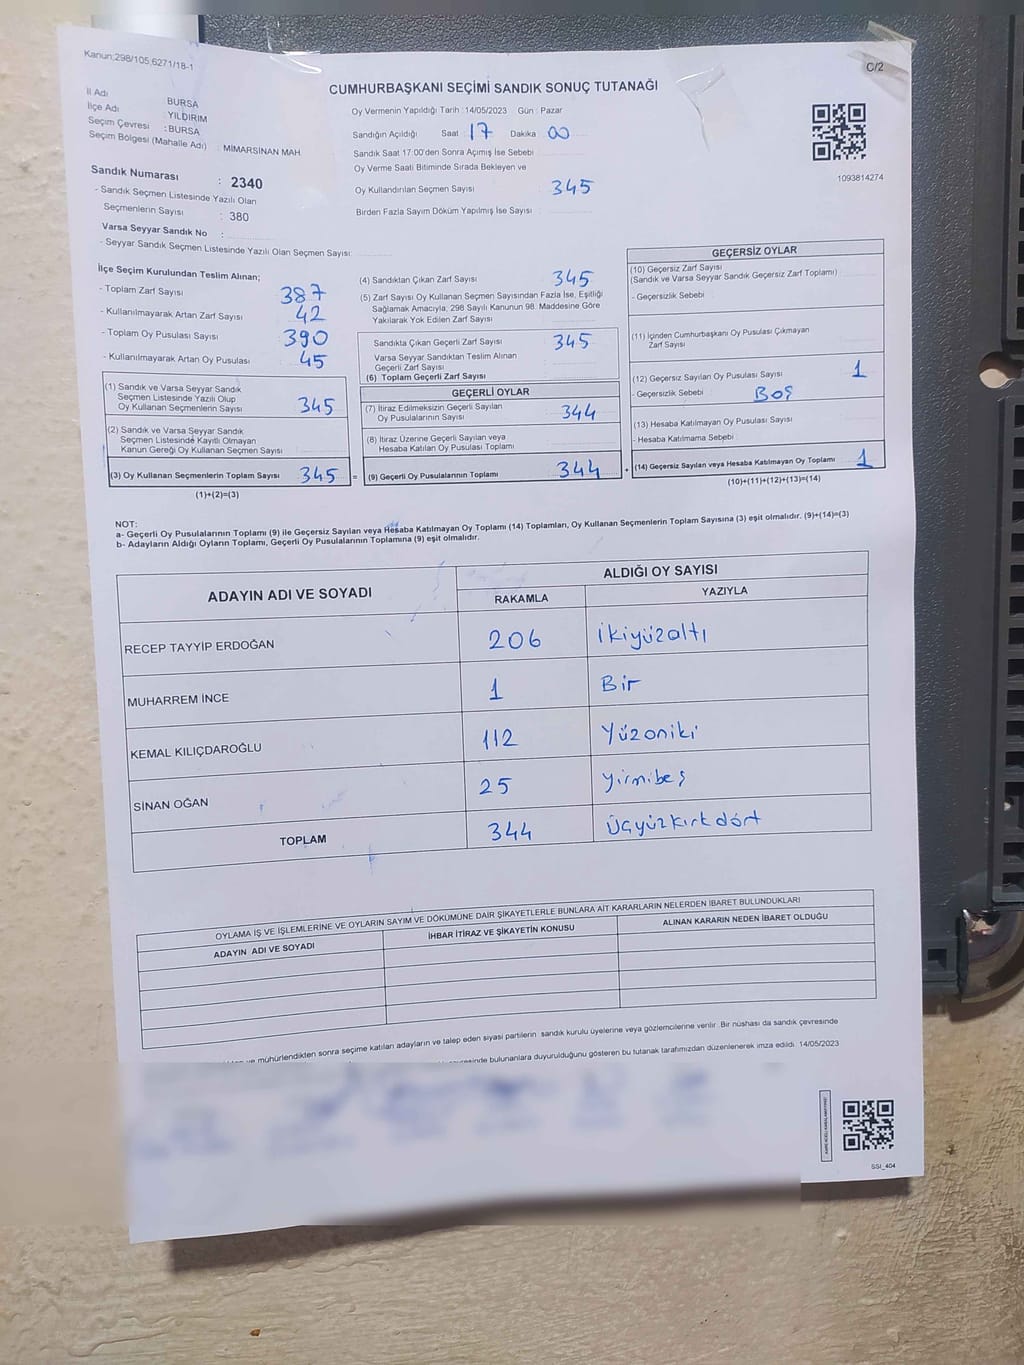 Kanun;298/105,6271/18-1
C/2
CUMHURBAŞKANI SEÇİMİ SANDIK SONUÇ TUTANAĞI
İl Adı BURSA
İlçe Adı : YILDIRIM
Seçim Çevresi : BURSA
Seçim Bölgesi (Mahalle Adı) : MİMARSİNAN MAH.
Oy Vermenin Yapıldığı Tarih : 14/05/2023 Gün : Pazar
Sandığın Açıldığı Saat 17 Dakika 00
Sandık Saat 17:00'den Sonra Açımış İse Sebebi
Oy Verme Saati Bitiminde Sırada Bekleyen ve
Oy Kullandırılan Seçmen Sayısı 345
Birden Fazla Sayım Döküm Yapılmış İse Sayısı :
1093814274
Sandık Numarası : 2340
- Sandık Seçmen Listesinde Yazılı Olan
Seçmenlerin Sayısı : 380
Varsa Seyyar Sandık No :
- Seyyar Sandık Seçmen Listesinde Yazılı Olan Seçmen Sayısı:
İlçe Seçim Kurulundan Teslim Alınan;
- Toplam Zarf Sayısı 387
- Kullanılmayarak Artan Zarf Sayısı 42
- Toplam Oy Pusulası Sayısı 390
- Kullanılmayarak Artan Oy Pusulası 45
(1) Sandık ve Varsa Seyyar Sandık
Seçmen Listesinde Yazılı Olup
Oy Kullanan Seçmenlerin Sayısı 345
(2) Sandık ve Varsa Seyyar Sandık
Seçmen Listesinde Kayıtlı Olmayan
Kanun Gereği Oy Kullanan Seçmen Sayısı
(3) Oy Kullanan Seçmenlerin Toplam Sayısı 345 =
(1)+(2)=(3)
(4) Sandıktan Çıkan Zarf Sayısı 345
(5) Zarf Sayısı Oy Kullanan Seçmen Sayısından Fazla İse, Eşitliği
Sağlamak Amacıyla, 298 Sayılı Kanunun 98. Maddesine Göre
Yakılarak Yok Edilen Zarf Sayısı
Sandıkta Çıkan Geçerli Zarf Sayısı 345
Varsa Seyyar Sandıktan Teslim Alınan
Geçerli Zarf Sayısı
(6) Toplam Geçerli Zarf Sayısı
GEÇERLİ OYLAR
(7) İtiraz Edilmeksizin Geçerli Sayılan
Oy Pusulalarının Sayısı 344
(8) İtiraz Üzerine Geçerli Sayılan veya
Hesaba Katılan Oy Pusulası Toplamı
(9) Geçerli Oy Pusulalarının Toplamı 344 +
GEÇERSİZ OYLAR
(10) Geçersiz Zarf Sayısı
(Sandık ve Varsa Seyyar Sandık Geçersiz Zarf Toplamı)
- Geçersizlik Sebebi
(11) İçinden Cumhurbaşkanı Oy Pusulası Çıkmayan
Zarf Sayısı
(12) Geçersiz Sayılan Oy Pusulası Sayısı 1
- Geçersizlik Sebebi Boş
(13) Hesaba Katılmayan Oy Pusulası Sayısı
- Hesaba Katılmama Sebebi
(14) Geçersiz Sayılan veya Hesaba Katılmayan Oy Toplamı 1
(10)+(11)+(12)+(13)=(14)
NOT:
a- Geçerli Oy Pusulalarının Toplamı (9) ile Geçersiz Sayılan veya Hesaba Katılmayan Oy Toplamı (14) Toplamları, Oy Kullanan Seçmenlerin Toplam Sayısına (3) eşit olmalıdır. (9)+(14)=(3)
b- Adayların Aldığı Oyların Toplamı, Geçerli Oy Pusulalarının Toplamına (9) eşit olmalıdır.
ADAYIN ADI VE SOYADI ALDIĞI OY SAYISI
RAKAMLA YAZIYLA
RECEP TAYYİP ERDOĞAN 206 İkiyüzaltı
MUHARREM İNCE 1 Bir
KEMAL KILIÇDAROĞLU 112 Yüzoniki
SİNAN OĞAN 25 yirmibeş
TOPLAM 344 Üçyüzkırkdört
OYLAMA İŞ VE İŞLEMLERİNE VE OYLARIN SAYIM VE DÖKÜMÜNE DAİR ŞİKAYETLERLE BUNLARA AİT KARARLARIN NELERDEN İBARET BULUNDUKLARI
ADAYIN ADI VE SOYADI İHBAR İTİRAZ VE ŞİKAYETİN KONUSU ALINAN KARARIN NEDEN İBARET OLDUĞU
ve mühürlendikten sonra seçime katılan adayların ve talep eden siyasi partilerin sandık kurulu üyelerine veya gözlemcilerine verilir. Bir nüshası da sandık çevresinde
bulunanlara duyurulduğunu gösteren bu tutanak tarafımızdan düzenlenerek imza edildi. 14/05/2023
SSI_404